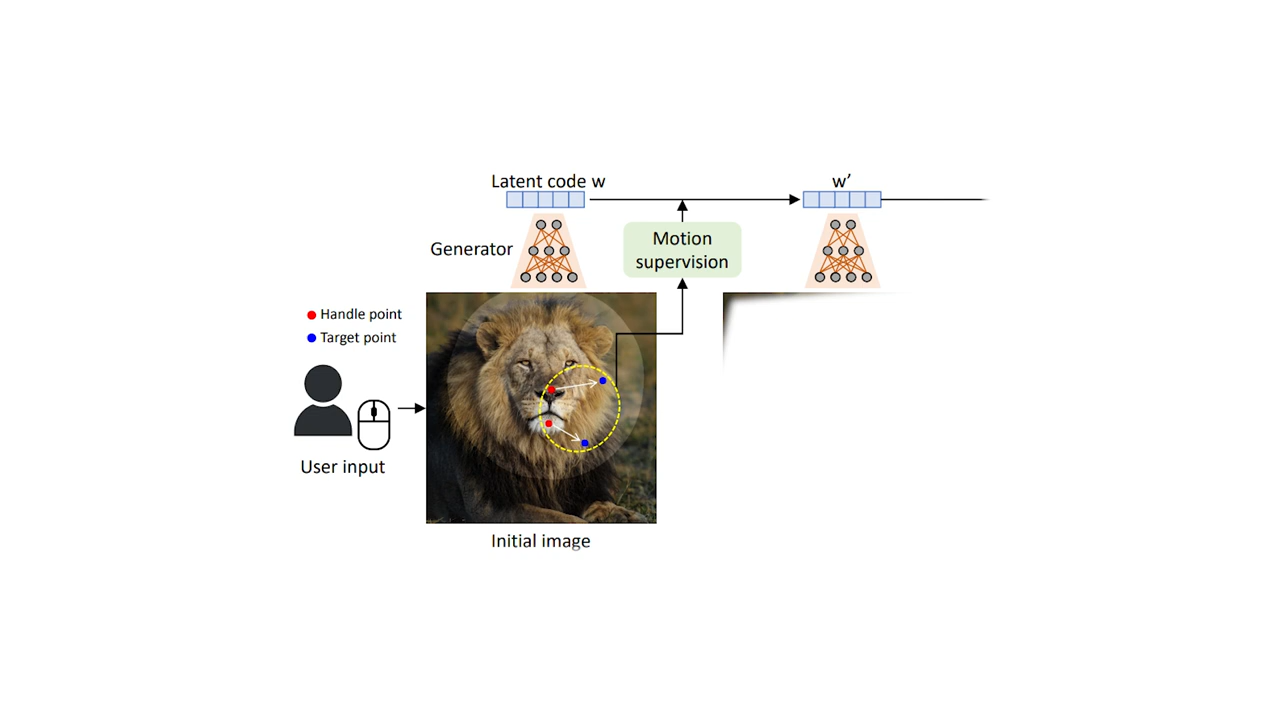 Latent code w
w’
Generator
Motion
supervision
Handle point
Target point
User input
Initial image